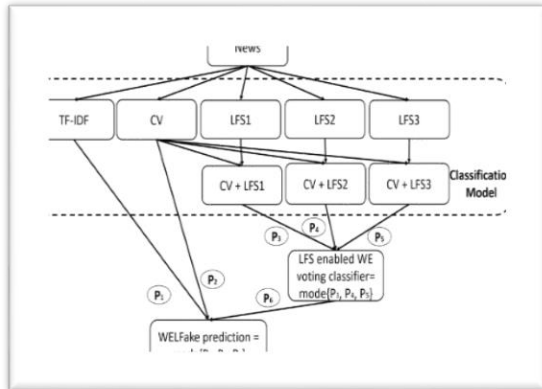 News
TF-IDF
CV
LFS1
LFS2
LFS3
CV + LFS1
CV + LFS2
CV + LFS3
Classificatio
Model
P₃
P₄
P₅
LFS enabled WE
voting classifier=
mode{P₃, P₄, P₅}
P₁
P₂
P₆
WELFake prediction =